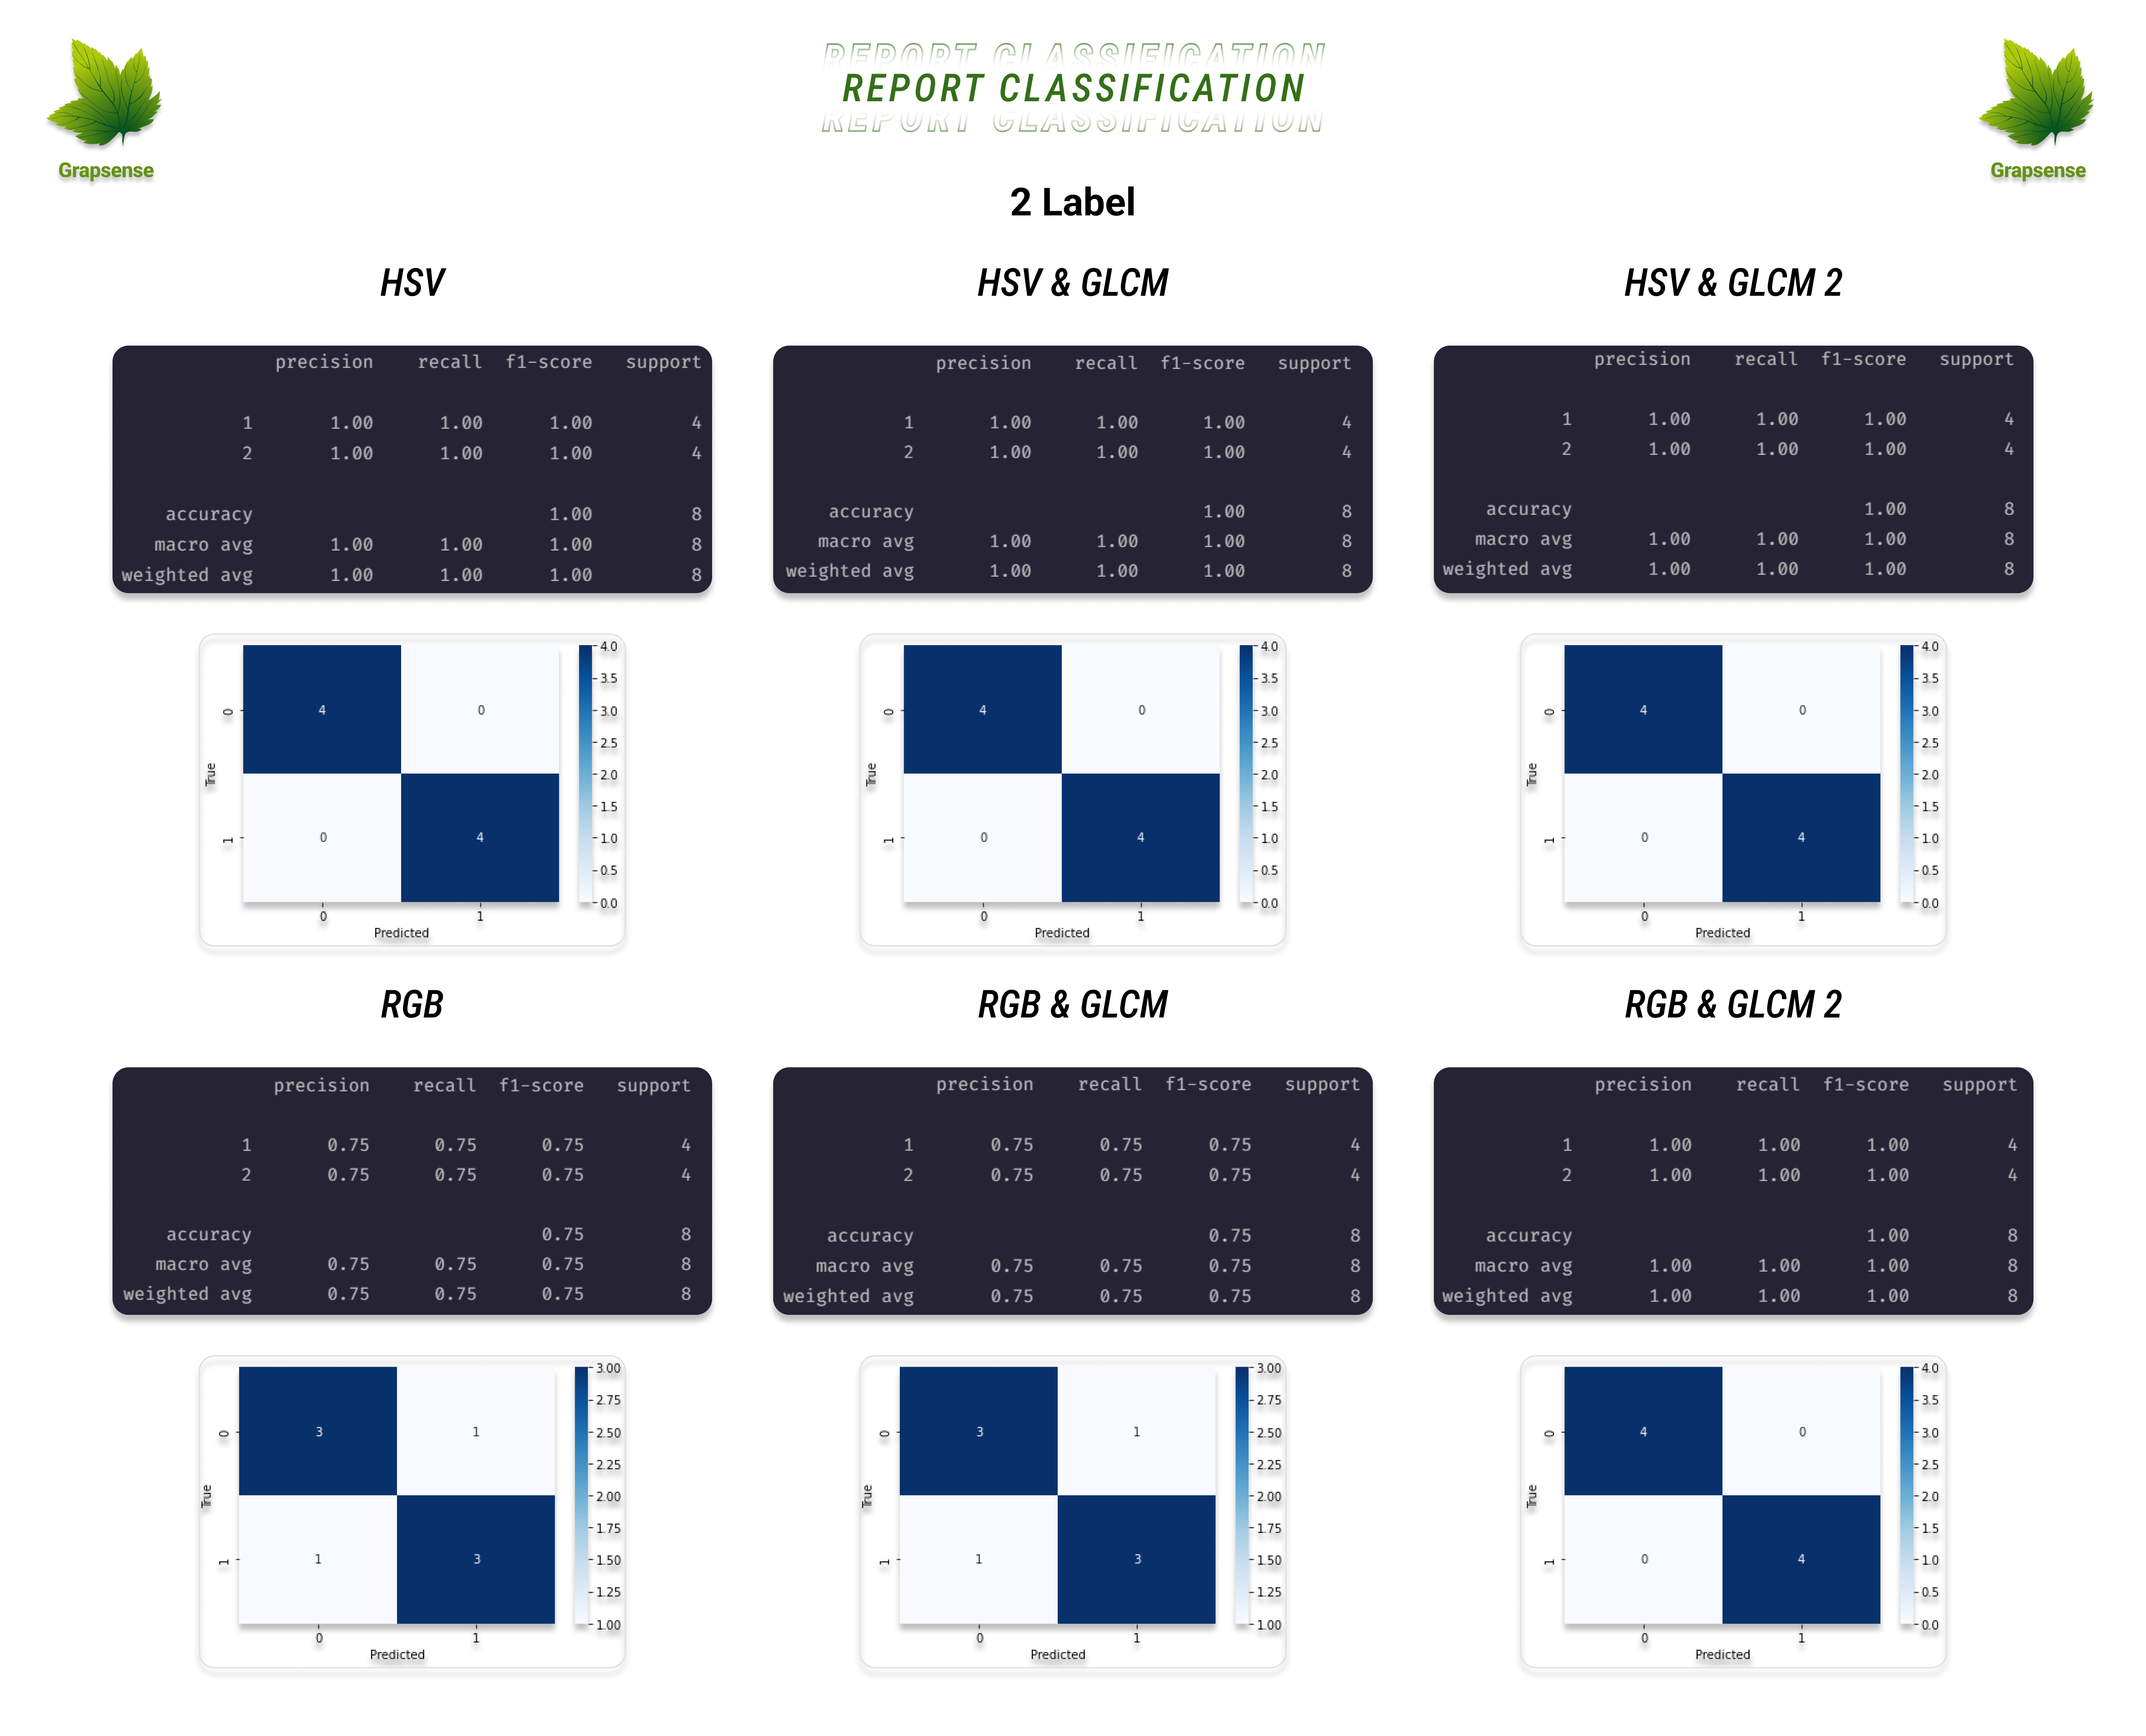 REPORT CLASSIFICATION
REPORT CLASSIFICATION
REPORT CLASSIFICATION
Grapsense
Grapsense
2 Label
HSV
precision recall f1-score support
1 1.00 1.00 1.00 4
2 1.00 1.00 1.00 4
accuracy 1.00 8
macro avg 1.00 1.00 1.00 8
weighted avg 1.00 1.00 1.00 8
4.0
3.5
3.0
2.5
2.0
1.5
1.0
0.5
0.0
0 4 0
True
1 0 4
0 1
Predicted
HSV & GLCM
precision recall f1-score support
1 1.00 1.00 1.00 4
2 1.00 1.00 1.00 4
accuracy 1.00 8
macro avg 1.00 1.00 1.00 8
weighted avg 1.00 1.00 1.00 8
4.0
3.5
3.0
2.5
2.0
1.5
1.0
0.5
0.0
0 4 0
True
1 0 4
0 1
Predicted
HSV & GLCM 2
precision recall f1-score support
1 1.00 1.00 1.00 4
2 1.00 1.00 1.00 4
accuracy 1.00 8
macro avg 1.00 1.00 1.00 8
weighted avg 1.00 1.00 1.00 8
4.0
3.5
3.0
2.5
2.0
1.5
1.0
0.5
0.0
0 4 0
True
1 0 4
0 1
Predicted
RGB
precision recall f1-score support
1 0.75 0.75 0.75 4
2 0.75 0.75 0.75 4
accuracy 0.75 8
macro avg 0.75 0.75 0.75 8
weighted avg 0.75 0.75 0.75 8
3.00
2.75
2.50
2.25
2.00
1.75
1.50
1.25
1.00
0 3 1
True
1 1 3
0 1
Predicted
RGB & GLCM
precision recall f1-score support
1 0.75 0.75 0.75 4
2 0.75 0.75 0.75 4
accuracy 0.75 8
macro avg 0.75 0.75 0.75 8
weighted avg 0.75 0.75 0.75 8
3.00
2.75
2.50
2.25
2.00
1.75
1.50
1.25
1.00
0 3 1
True
1 1 3
0 1
Predicted
RGB & GLCM 2
precision recall f1-score support
1 1.00 1.00 1.00 4
2 1.00 1.00 1.00 4
accuracy 1.00 8
macro avg 1.00 1.00 1.00 8
weighted avg 1.00 1.00 1.00 8
4.0
3.5
3.0
2.5
2.0
1.5
1.0
0.5
0.0
0 4 0
True
1 0 4
0 1
Predicted